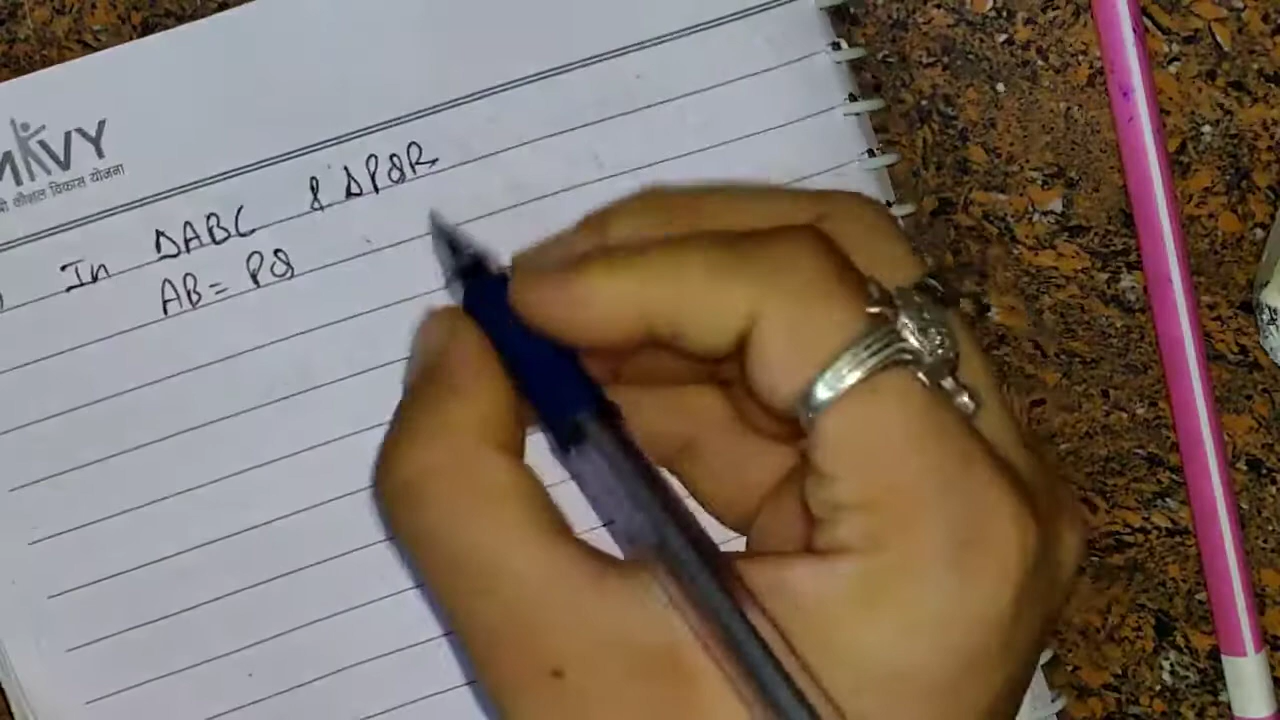 MKVY
कौशल विकास योजना
In ΔABC & ΔPQR
AB = PQ